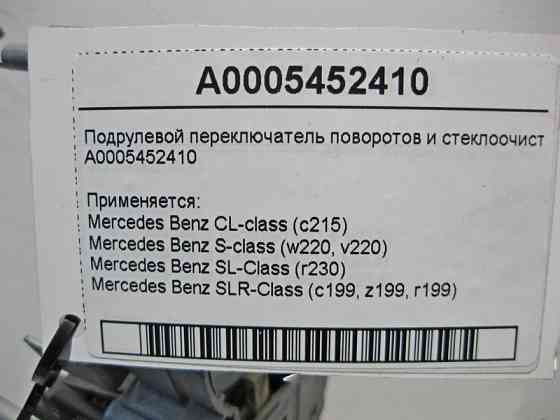 A0005452410
Подрулевой переключатель поворотов и стеклоочист
A0005452410
Применяется:
Mercedes Benz CL-class (c215)
Mercedes Benz S-class (w220, v220)
Mercedes Benz SL-Class (r230)
Mercedes Benz SLR-Class (c199, z199, r199)